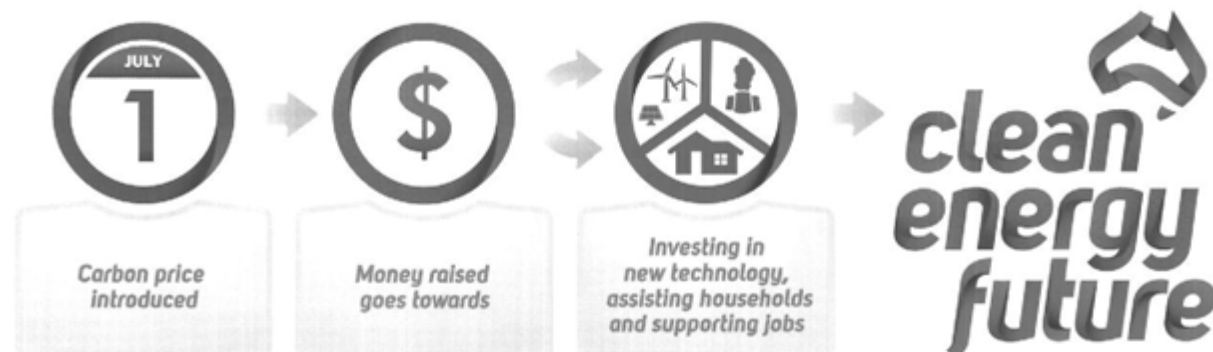 JULY
1
$
Carbon price
introduced
Money raised
goes towards
Investing in
new technology,
assisting households
and supporting jobs
clean
energy
future